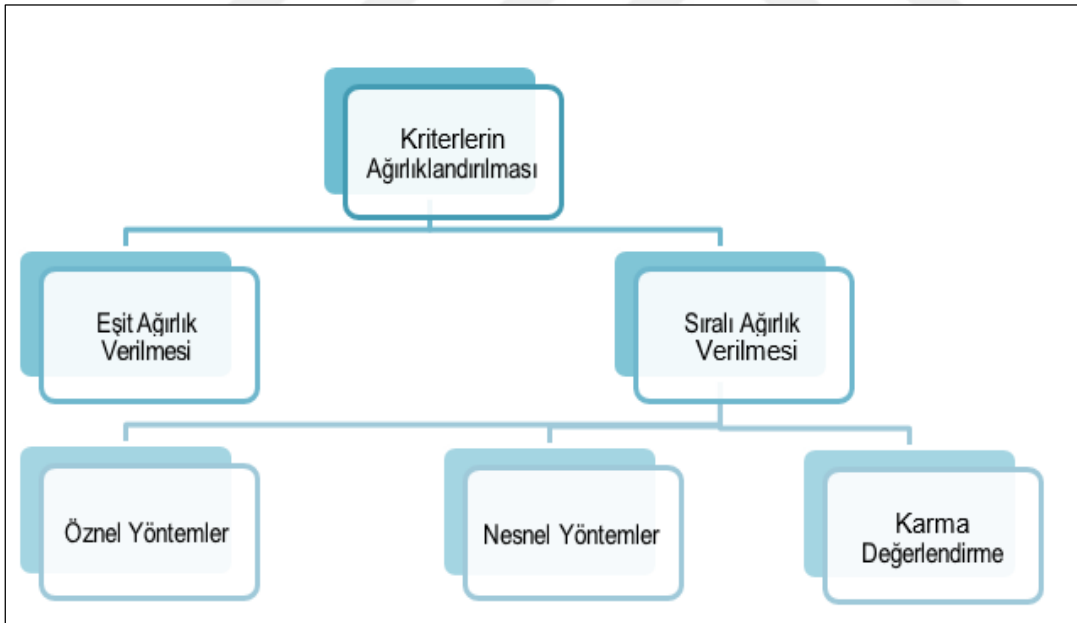 Kriterlerin
Ağırlıklandırılması
Eşit Ağırlık
Verilmesi
Sıralı Ağırlık
Verilmesi
Öznel Yöntemler
Nesnel Yöntemler
Karma
Değerlendirme